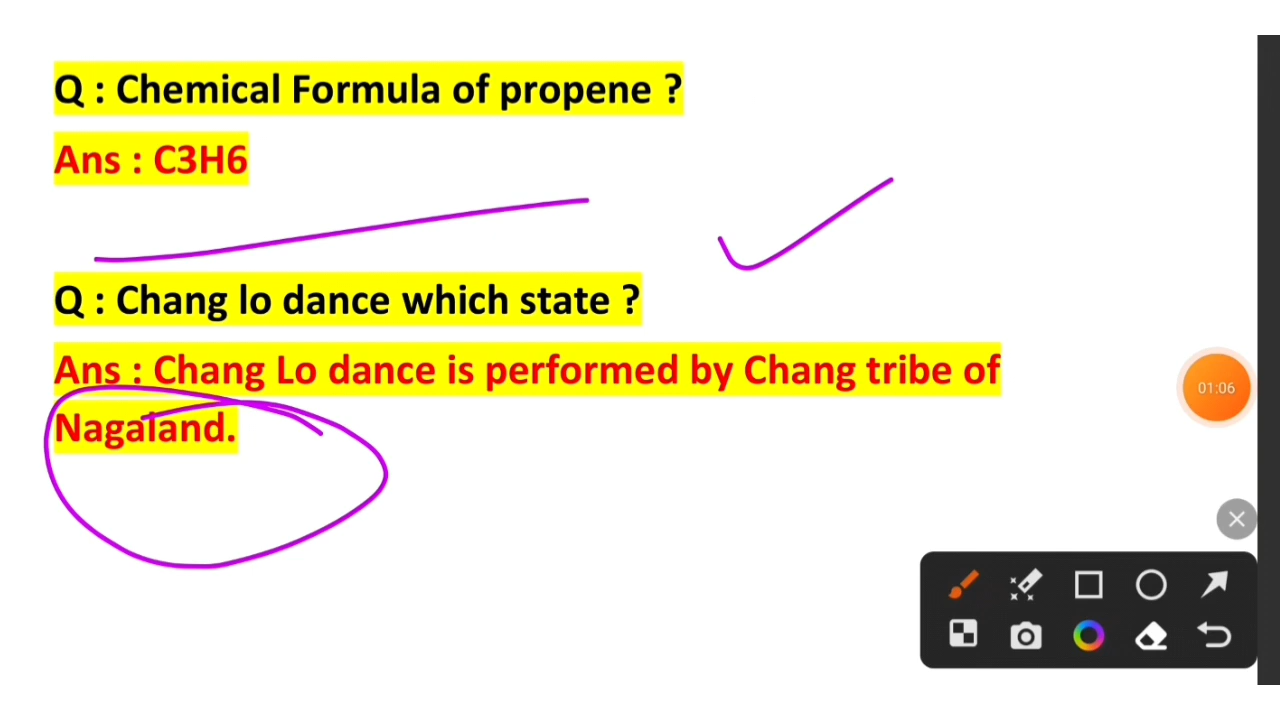 Q : Chemical Formula of propene ?
Ans : C3H6
Q : Chang lo dance which state ?
Ans : Chang Lo dance is performed by Chang tribe of
Nagaland.
01:06